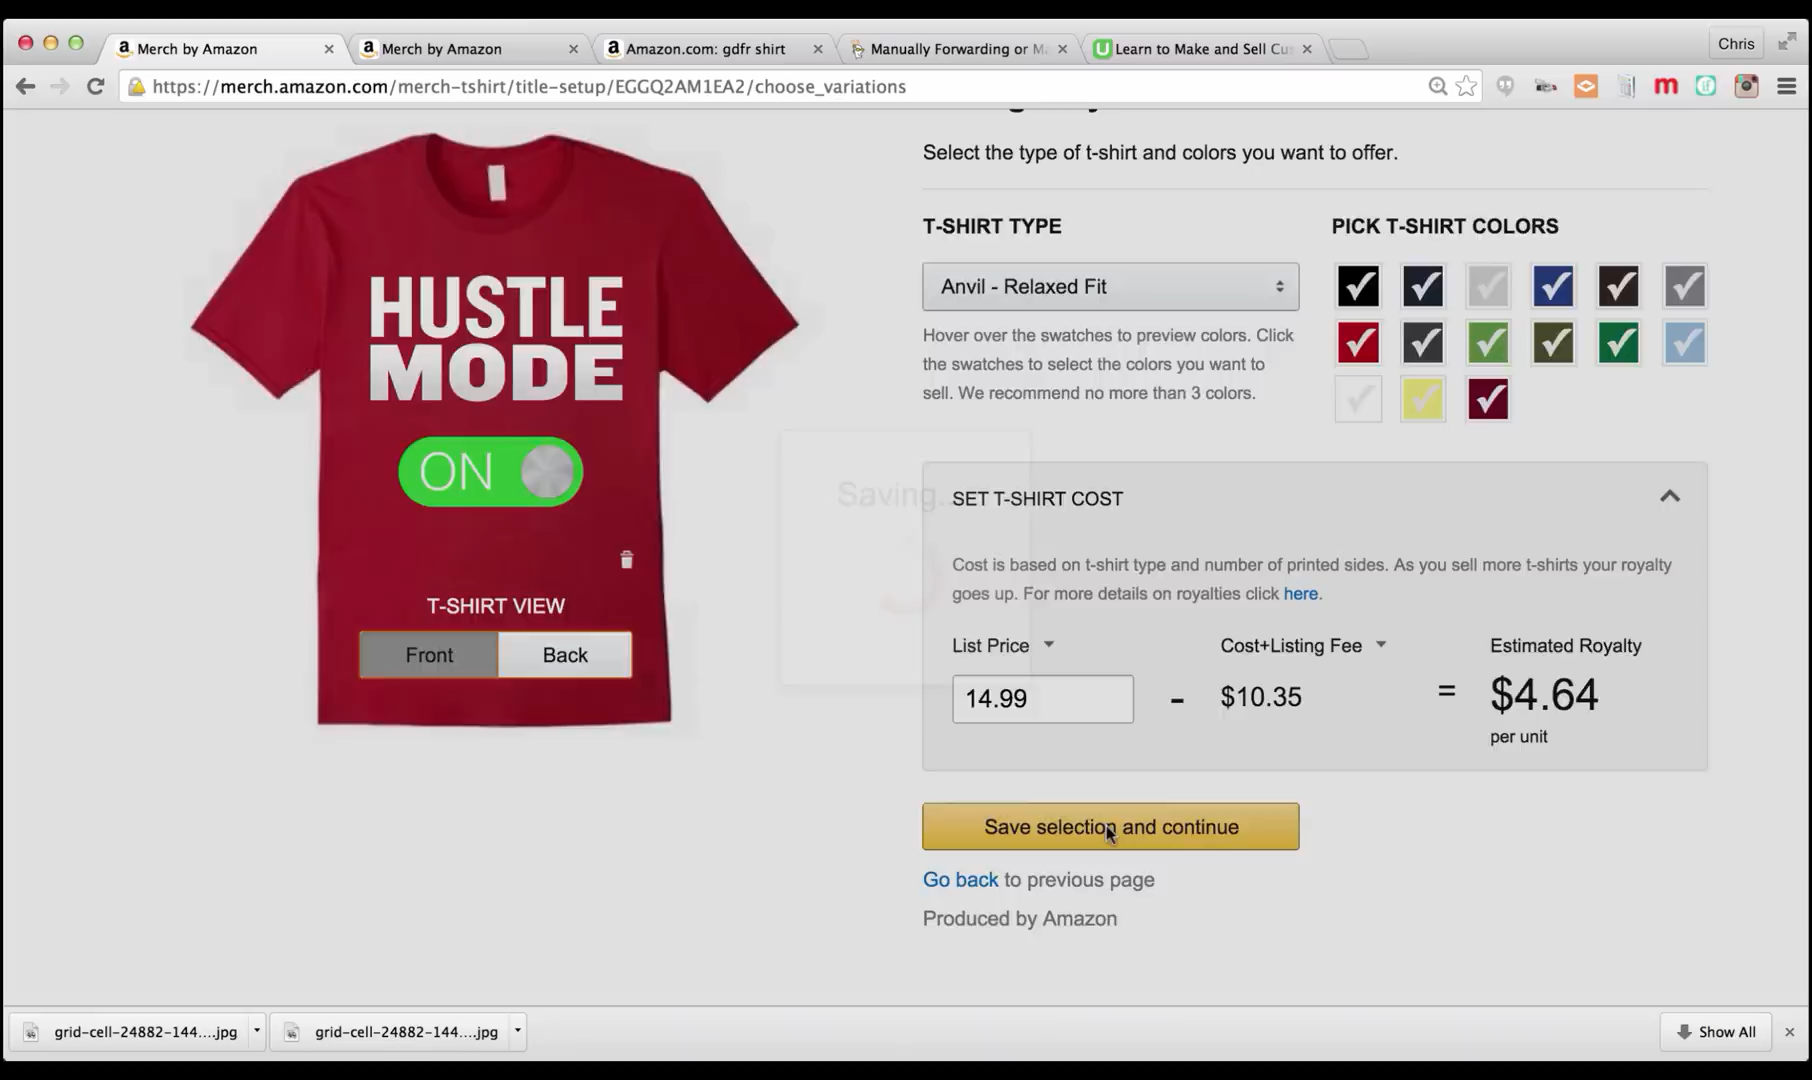 Merch by Amazon
Merch by Amazon
Amazon.com: gdfr shirt
Manually Forwarding or Ma
Learn to Make and Sell Cus
Chris
https://merch.amazon.com/merch-tshirt/title-setup/EGGQ2AM1EA2/choose_variations
Select the type of t-shirt and colors you want to offer.
T-SHIRT TYPE
PICK T-SHIRT COLORS
Anvil - Relaxed Fit
Hover over the swatches to preview colors. Click
the swatches to select the colors you want to
sell. We recommend no more than 3 colors.
HUSTLE
MODE
ON
T-SHIRT VIEW
Front
Back
Saving...
SET T-SHIRT COST
Cost is based on t-shirt type and number of printed sides. As you sell more t-shirts your royalty
goes up. For more details on royalties click here.
List Price
Cost+Listing Fee
Estimated Royalty
14.99
-
$10.35
=
$4.64
per unit
Save selection and continue
Go back to previous page
Produced by Amazon
grid-cell-24882-144....jpg
grid-cell-24882-144....jpg
Show All